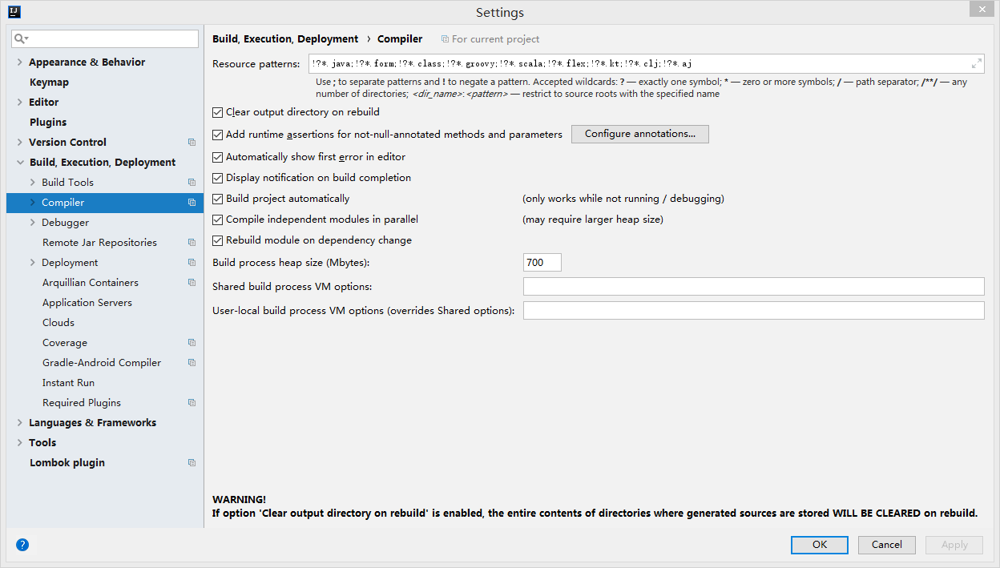 IJ
Settings
Appearance & Behavior
Keymap
Editor
Plugins
Version Control
Build, Execution, Deployment
Build Tools
Compiler
Debugger
Remote Jar Repositories
Deployment
Arquillian Containers
Application Servers
Clouds
Coverage
Gradle-Android Compiler
Instant Run
Required Plugins
Languages & Frameworks
Tools
Lombok plugin
Build, Execution, Deployment › Compiler For current project
Resource patterns: !?*.java;!?*.form;!?*.class;!?*.groovy;!?*.scala;!?*.flex;!?*.kt;!?*.clj;!?*.aj
Use ; to separate patterns and ! to negate a pattern. Accepted wildcards: ? — exactly one symbol; * — zero or more symbols; / — path separator; /**/ — any
number of directories; <dir_name>:<pattern> — restrict to source roots with the specified name
Clear output directory on rebuild
Add runtime assertions for not-null-annotated methods and parameters Configure annotations...
Automatically show first error in editor
Display notification on build completion
Build project automatically (only works while not running / debugging)
Compile independent modules in parallel (may require larger heap size)
Rebuild module on dependency change
Build process heap size (Mbytes): 700
Shared build process VM options:
User-local build process VM options (overrides Shared options):
WARNING!
If option 'Clear output directory on rebuild' is enabled, the entire contents of directories where generated sources are stored WILL BE CLEARED on rebuild.
? OK Cancel Apply